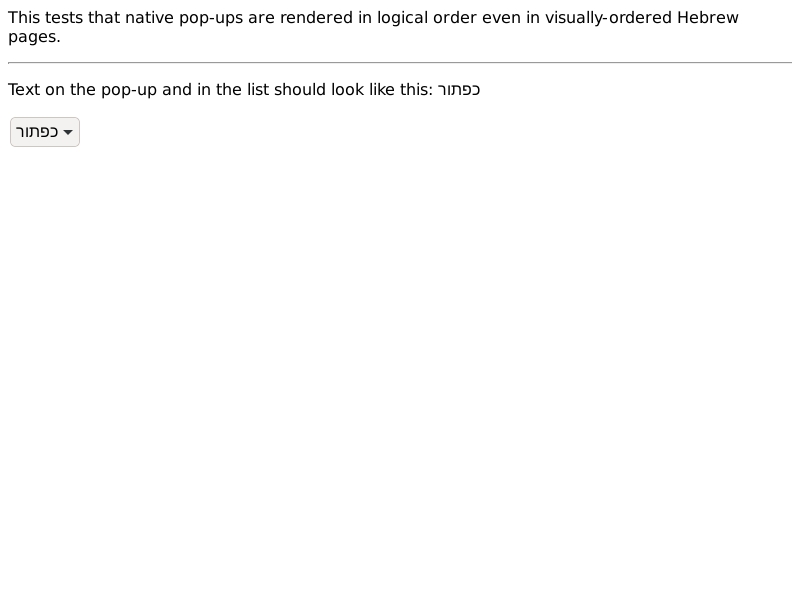 This tests that native pop-ups are rendered in logical order even in visually-ordered Hebrew
pages.
Text on the pop-up and in the list should look like this: כפתור
כפתור